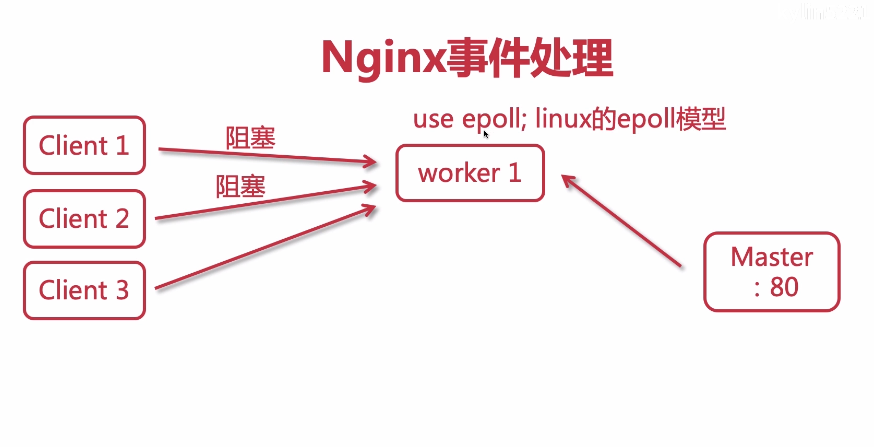 Nginx事件处理
use epoll; linux的epoll模型
Client 1
阻塞
worker 1
阻塞
Client 2
Client 3
Master
：80